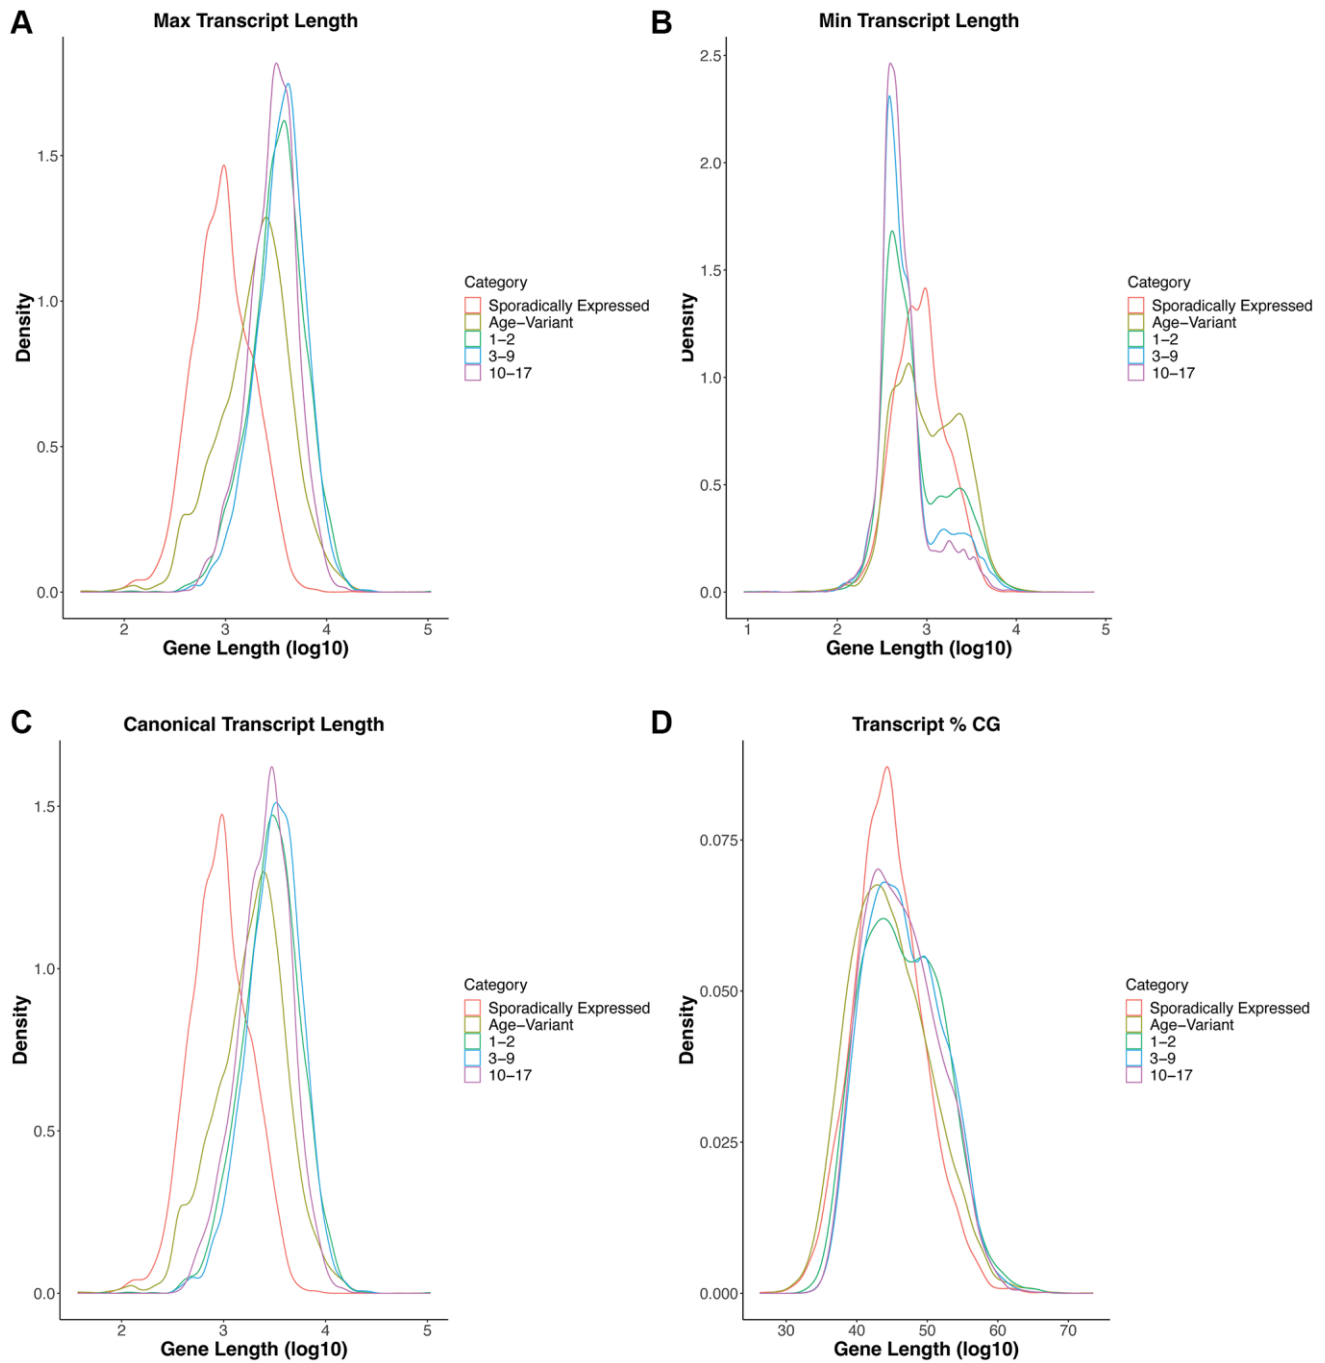 A
Max Transcript Length
Density
1.5
1.0
0.5
0.0
2
3
4
5
Gene Length (log10)
Category
Sporadically Expressed
Age-Variant
1-2
3-9
10-17
B
Min Transcript Length
Density
2.5
2.0
1.5
1.0
0.5
0.0
1
2
3
4
5
Gene Length (log10)
Category
Sporadically Expressed
Age-Variant
1-2
3-9
10-17
C
Canonical Transcript Length
Density
1.5
1.0
0.5
0.0
2
3
4
5
Gene Length (log10)
Category
Sporadically Expressed
Age-Variant
1-2
3-9
10-17
D
Transcript % CG
Density
0.075
0.050
0.025
0.000
30
40
50
60
70
Gene Length (log10)
Category
Sporadically Expressed
Age-Variant
1-2
3-9
10-17